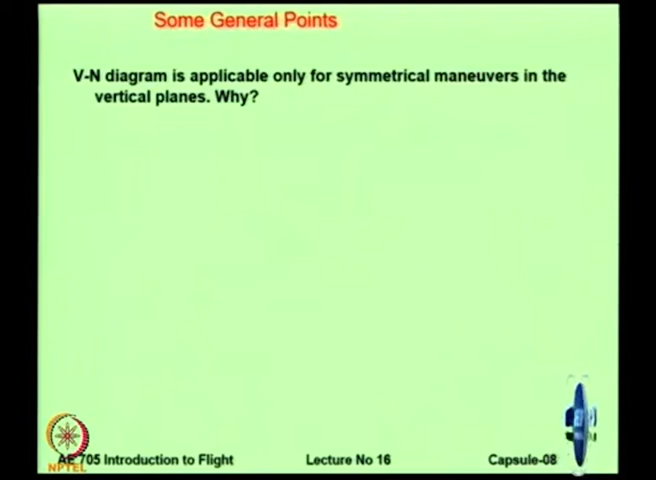 Some General Points
V-N diagram is applicable only for symmetrical maneuvers in the
vertical planes. Why?
NPTEL
AE 705 Introduction to Flight
Lecture No 16
Capsule-08